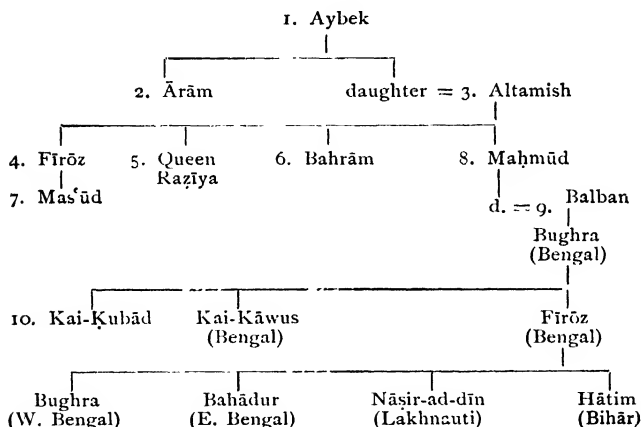 1. Aybek
2. Ārām daughter = 3. Altamish
4. Fīrōz 5. Queen 6. Bahrām 8. Maḥmūd
Raẓīya
7. Masʿūd
d. = 9. Balban
Bughra
(Bengal)
10. Kai-Ḳubād Kai-Kāwus Fīrōz
(Bengal) (Bengal)
Bughra Bahādur Nāṣir-ad-dīn Hātim
(W. Bengal) (E. Bengal) (Lakhnauti) (Bihār)